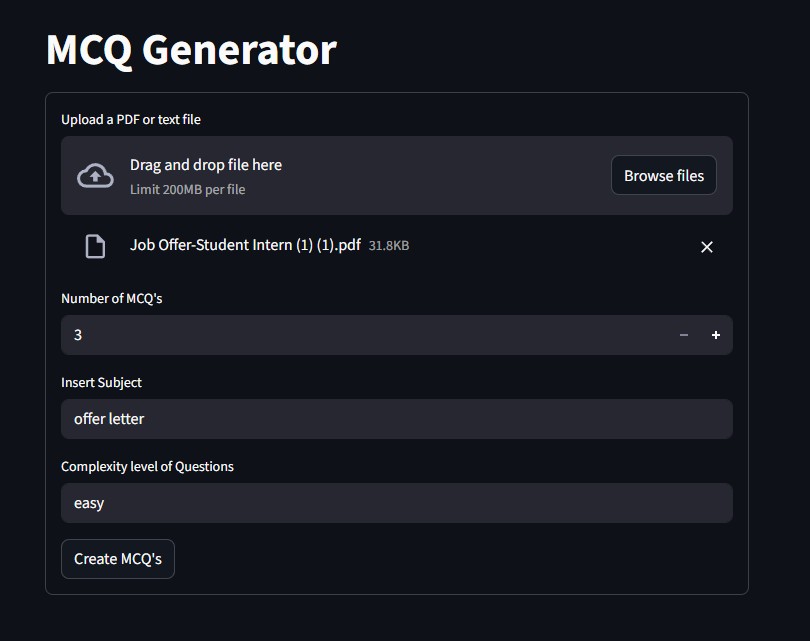 MCQ Generator
Upload a PDF or text file
Drag and drop file here
Limit 200MB per file
Browse files
Job Offer-Student Intern (1) (1).pdf 31.8KB
Number of MCQ's
3
Insert Subject
offer letter
Complexity level of Questions
easy
Create MCQ's